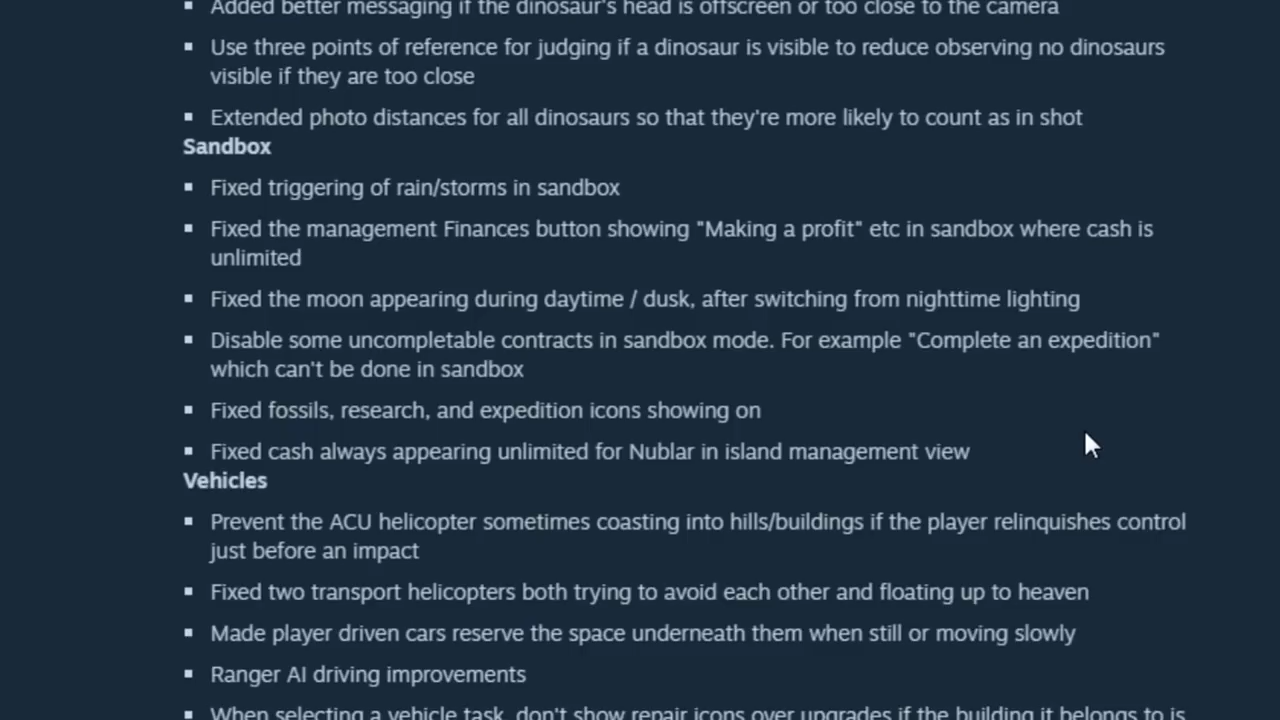 Added better messaging if the dinosaur's head is offscreen or too close to the camera
Use three points of reference for judging if a dinosaur is visible to reduce observing no dinosaurs
visible if they are too close
Extended photo distances for all dinosaurs so that they're more likely to count as in shot
Sandbox
Fixed triggering of rain/storms in sandbox
Fixed the management Finances button showing "Making a profit" etc in sandbox where cash is
unlimited
Fixed the moon appearing during daytime / dusk, after switching from nighttime lighting
Disable some uncompletable contracts in sandbox mode. For example "Complete an expedition"
which can't be done in sandbox
Fixed fossils, research, and expedition icons showing on
Fixed cash always appearing unlimited for Nublar in island management view
Vehicles
Prevent the ACU helicopter sometimes coasting into hills/buildings if the player relinquishes control
just before an impact
Fixed two transport helicopters both trying to avoid each other and floating up to heaven
Made player driven cars reserve the space underneath them when still or moving slowly
Ranger AI driving improvements
When selecting a vehicle task, don't show repair icons over upgrades if the building it belongs to is